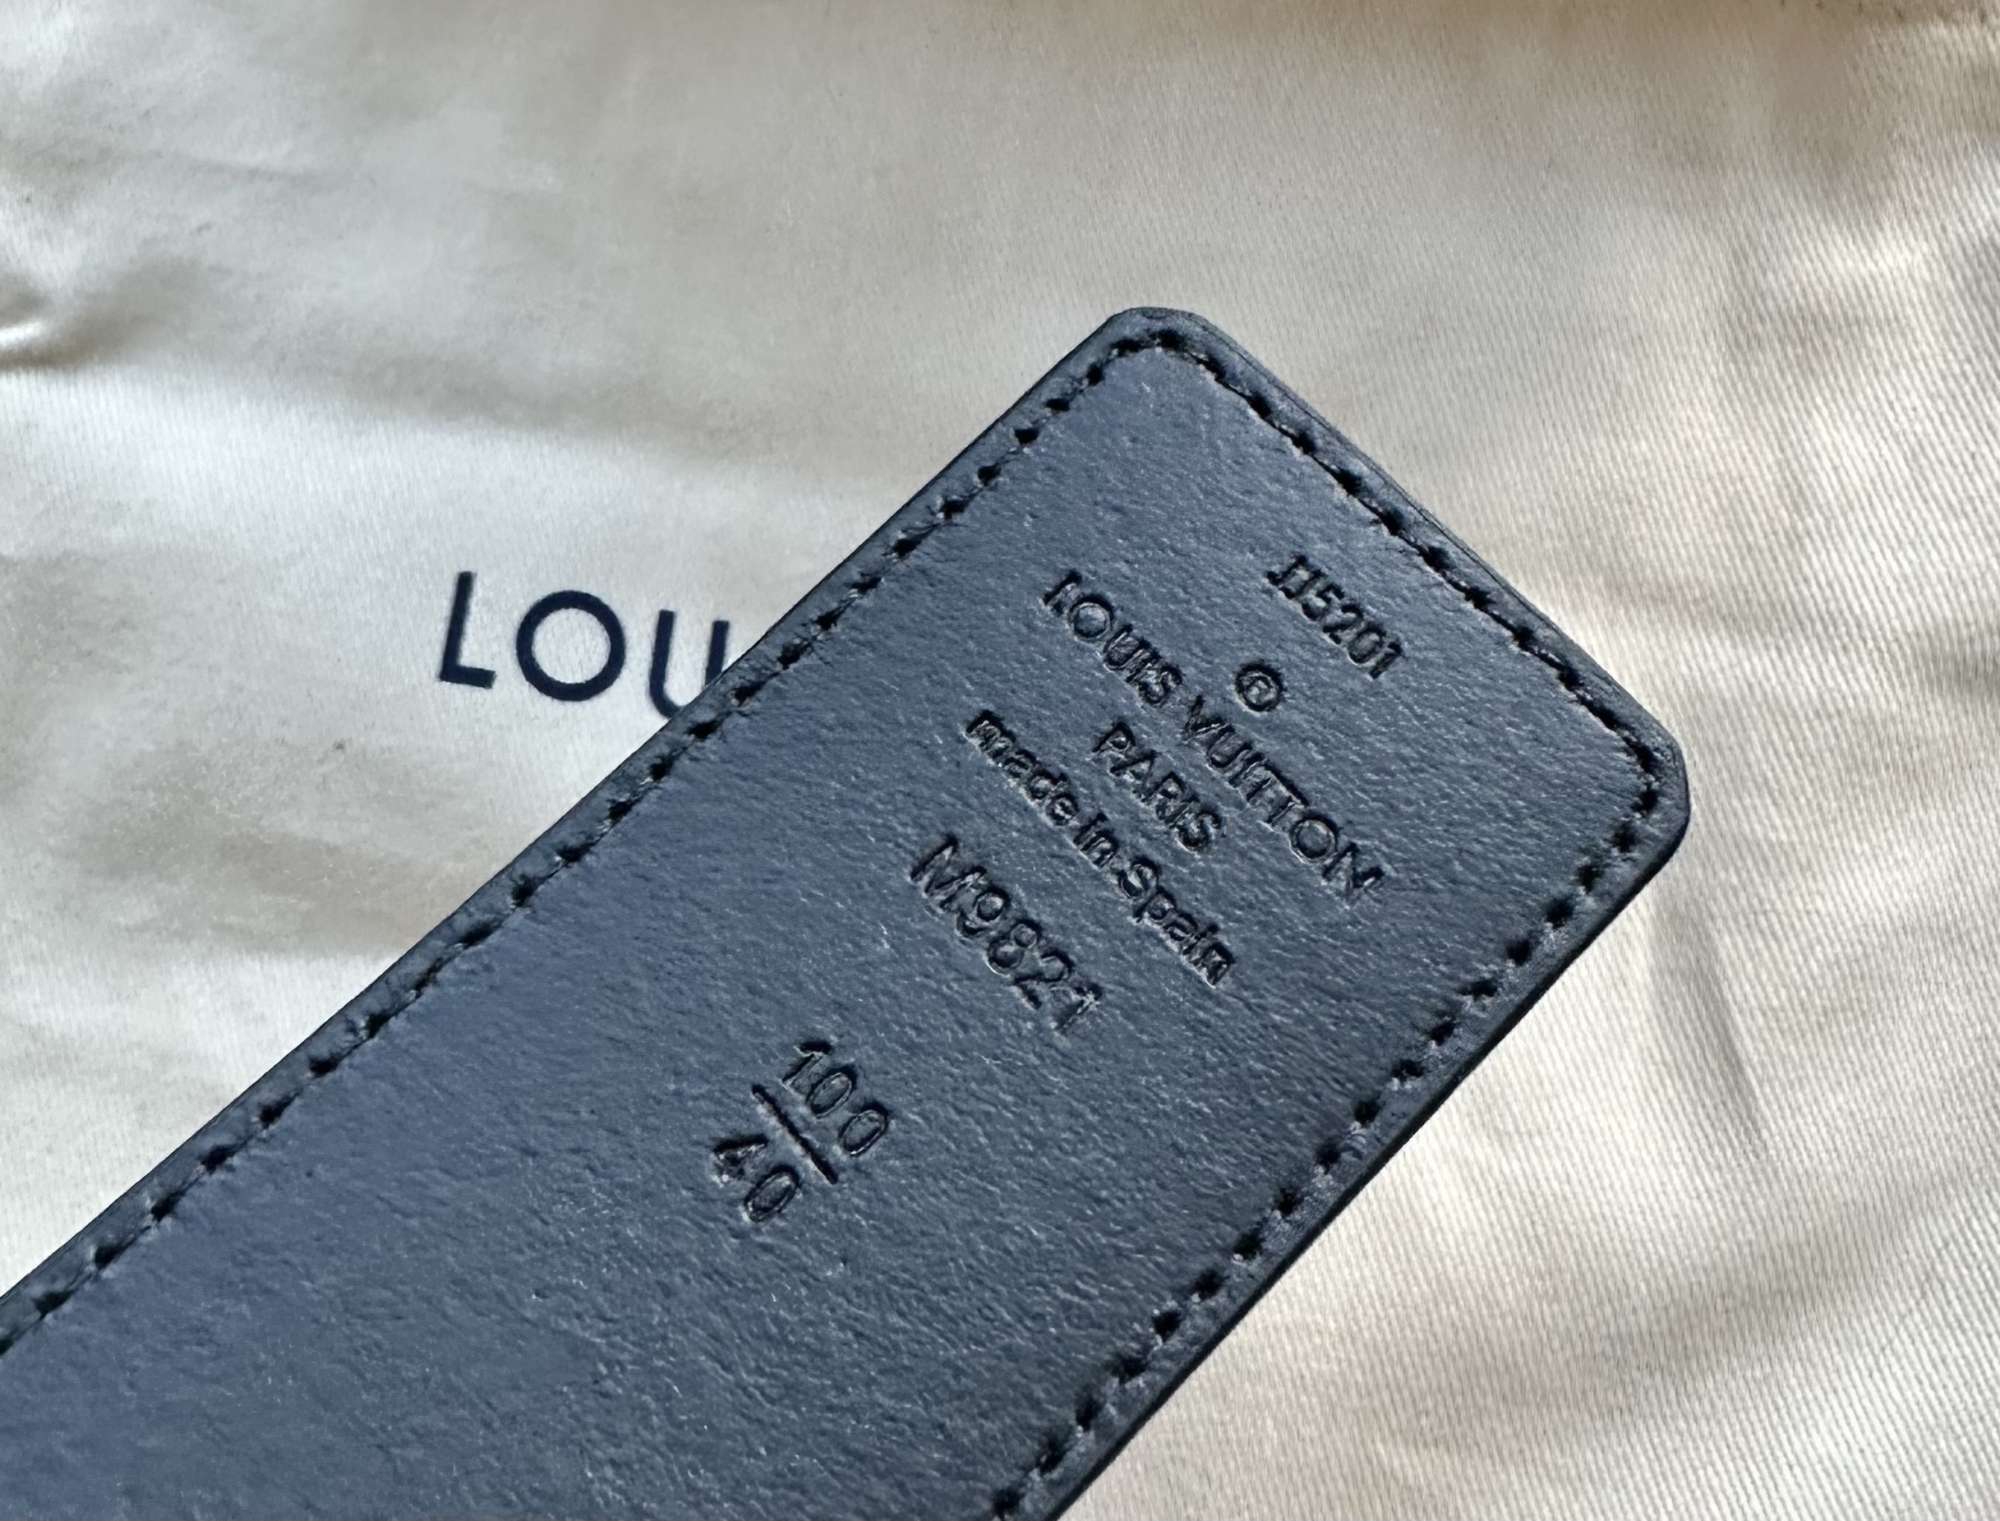 LOU
JJ5201
®
LOUIS VUITTON
PARIS
made in Spain
M9821
100
40